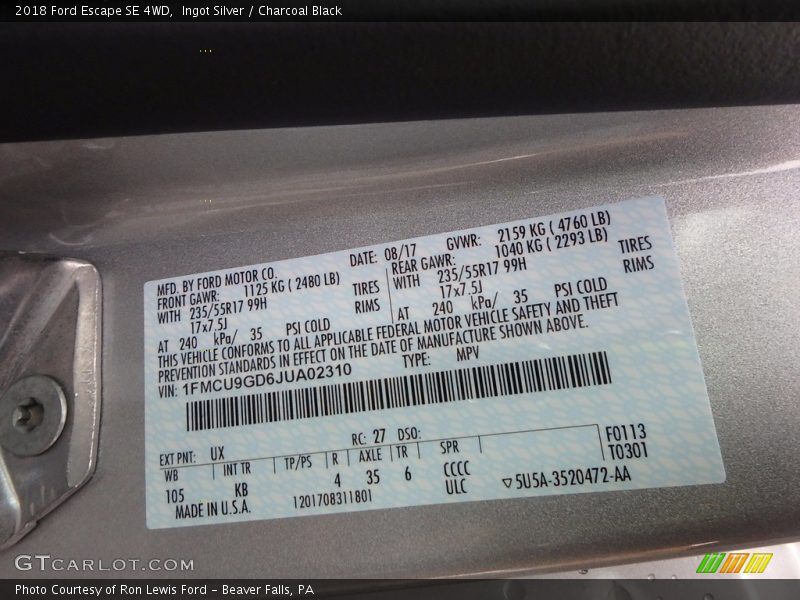 2018 Ford Escape SE 4WD, Ingot Silver / Charcoal Black
MFD. BY FORD MOTOR CO. DATE: 08/17 GVWR: 2159 KG ( 4760 LB)
FRONT GAWR: 1125 KG ( 2480 LB) REAR GAWR: 1040 KG ( 2293 LB)
WITH 235/55R17 99H TIRES WITH 235/55R17 99H TIRES
17x7.5J RIMS 17x7.5J RIMS
AT 240 kPa/ 35 PSI COLD AT 240 kPa/ 35 PSI COLD
THIS VEHICLE CONFORMS TO ALL APPLICABLE FEDERAL MOTOR VEHICLE SAFETY AND THEFT
PREVENTION STANDARDS IN EFFECT ON THE DATE OF MANUFACTURE SHOWN ABOVE.
VIN: 1FMCU9GD6JUA02310 TYPE: MPV
EXT PNT: UX RC: 27 DSO: F0113
WB INT TR TP/PS R AXLE TR SPR T0301
105 KB 4 35 6 CCCC
ULC ▽5U5A-3520472-AA
MADE IN U.S.A. 1201708311801
GTCARLOT.COM
Photo Courtesy of Ron Lewis Ford - Beaver Falls, PA